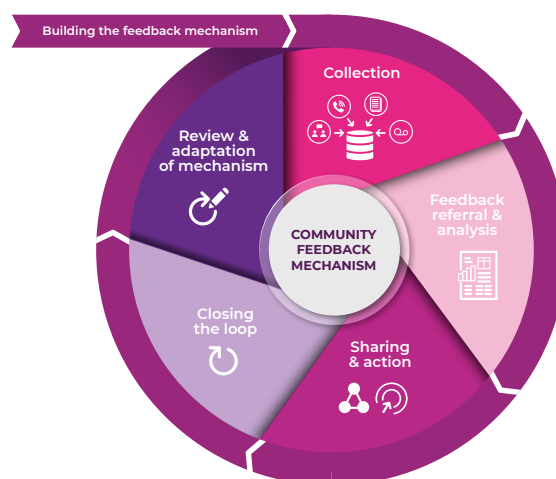 Building the feedback mechanism
Collection
Feedback
referral &
analysis
Sharing
& action
Closing
the loop
Review &
adaptation
of mechanism
COMMUNITY
FEEDBACK
MECHANISM